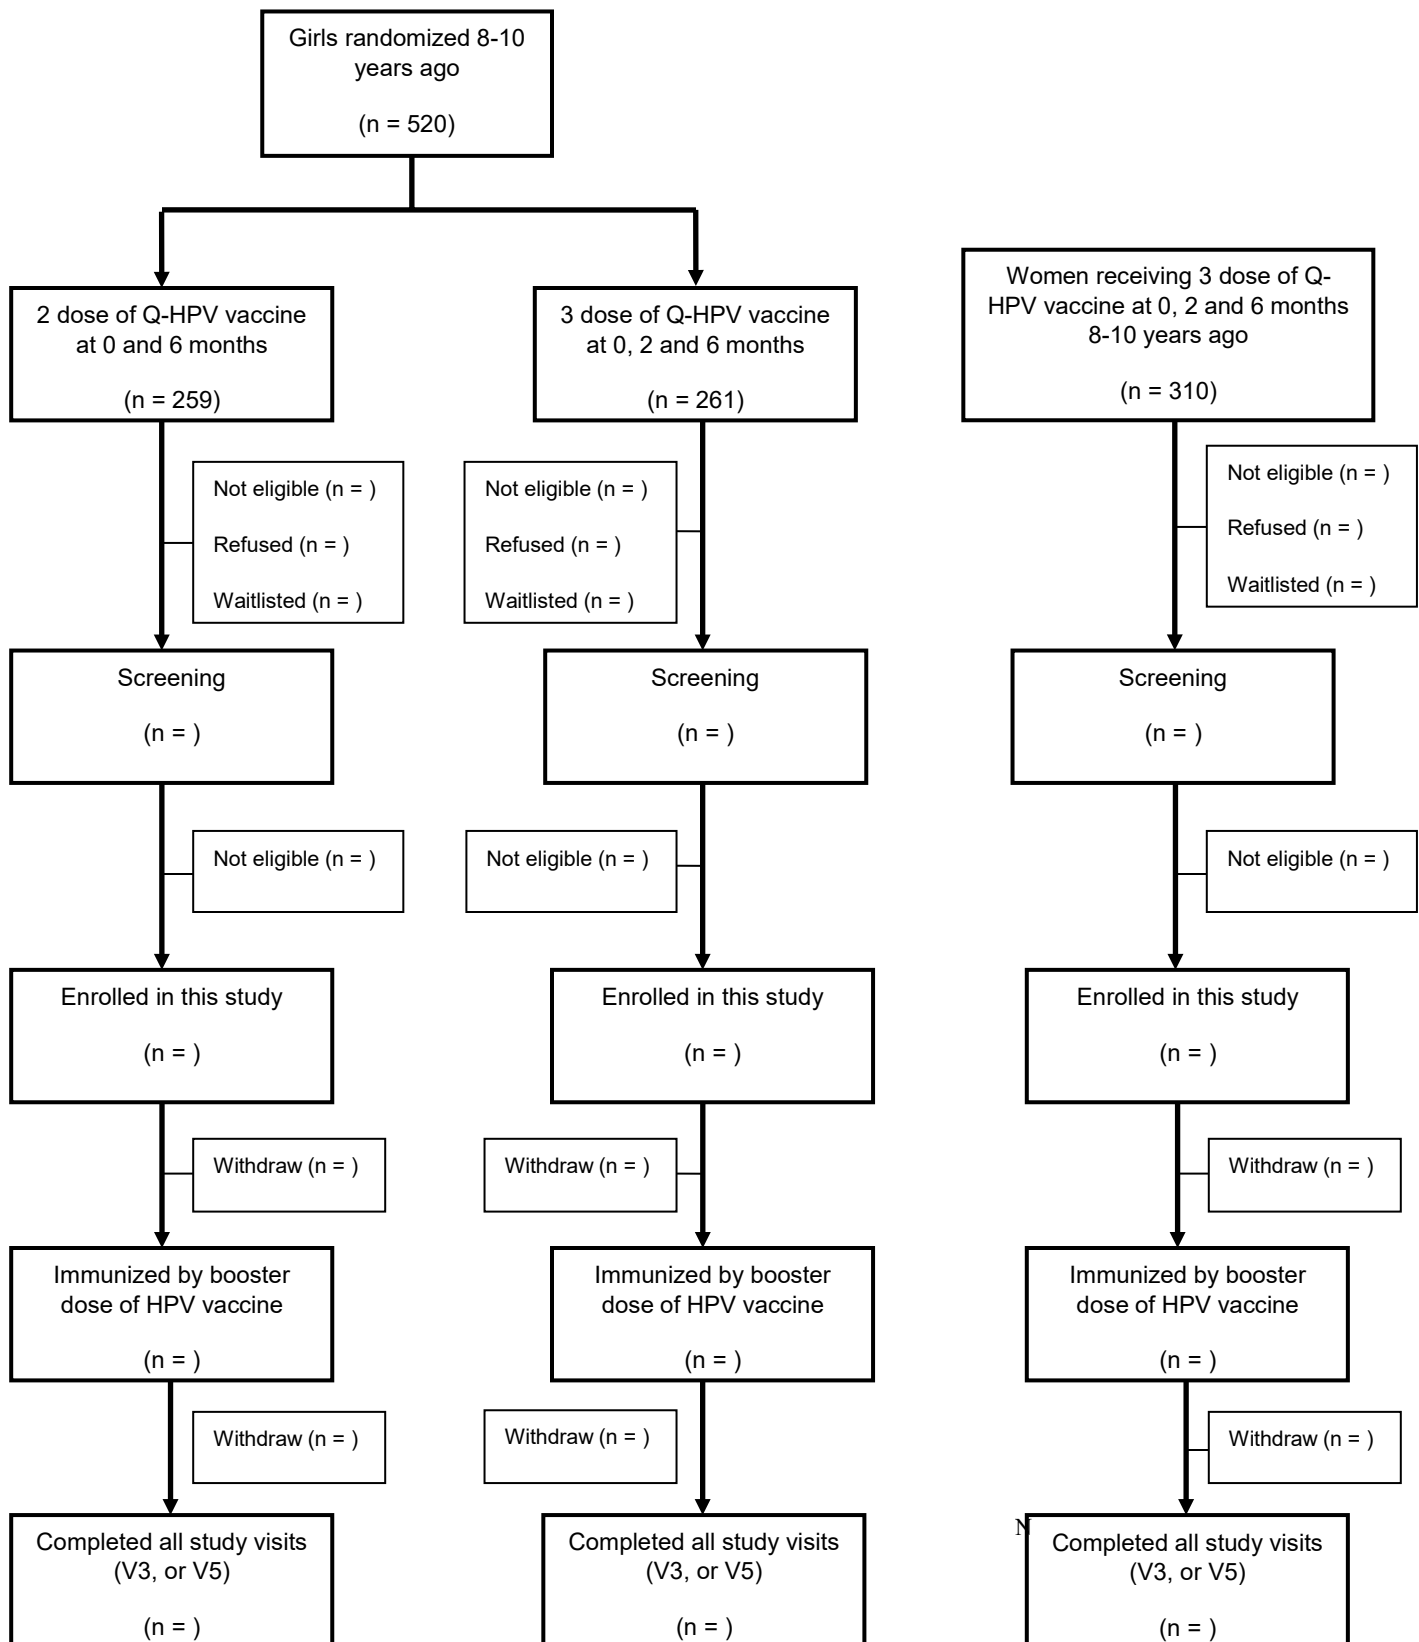 Girls randomized 8-10
years ago
(n = 520)
2 dose of Q-HPV vaccine
at 0 and 6 months
(n = 259)
3 dose of Q-HPV vaccine
at 0, 2 and 6 months
(n = 261)
Women receiving 3 dose of Q-
HPV vaccine at 0, 2 and 6 months
8-10 years ago
(n = 310)
Not eligible (n = )
Refused (n = )
Waitlisted (n = )
Not eligible (n = )
Refused (n = )
Waitlisted (n = )
Not eligible (n = )
Refused (n = )
Waitlisted (n = )
Screening
(n = )
Screening
(n = )
Screening
(n = )
Not eligible (n = )
Not eligible (n = )
Not eligible (n = )
Enrolled in this study
(n = )
Enrolled in this study
(n = )
Enrolled in this study
(n = )
Withdraw (n = )
Withdraw (n = )
Withdraw (n = )
Immunized by booster
dose of HPV vaccine
(n = )
Immunized by booster
dose of HPV vaccine
(n = )
Immunized by booster
dose of HPV vaccine
(n = )
Withdraw (n = )
Withdraw (n = )
Withdraw (n = )
Completed all study visits
(V3, or V5)
(n = )
Completed all study visits
(V3, or V5)
(n = )
N
Completed all study visits
(V3, or V5)
(n = )